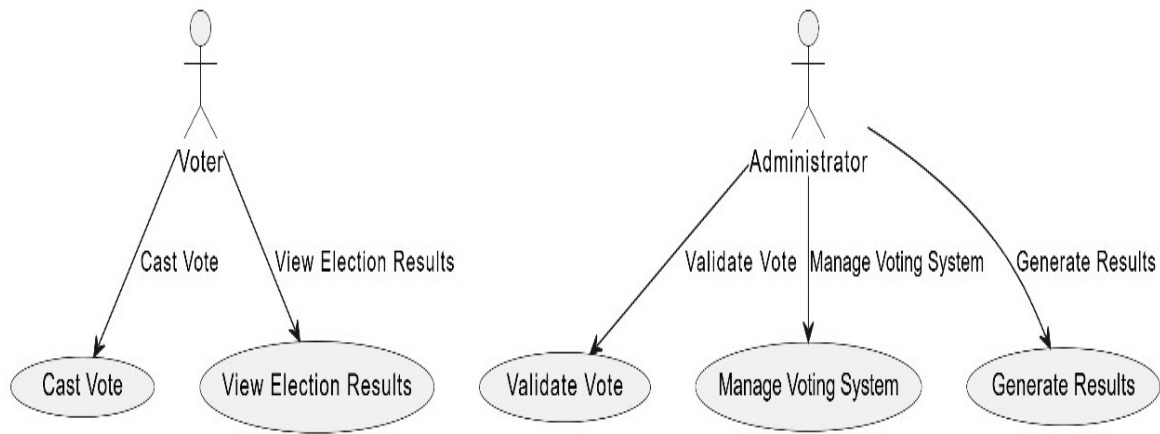 Voter
Administrator
Cast Vote
View Election Results
Validate Vote
Manage Voting System
Generate Results
Cast Vote
View Election Results
Validate Vote
Manage Voting System
Generate Results